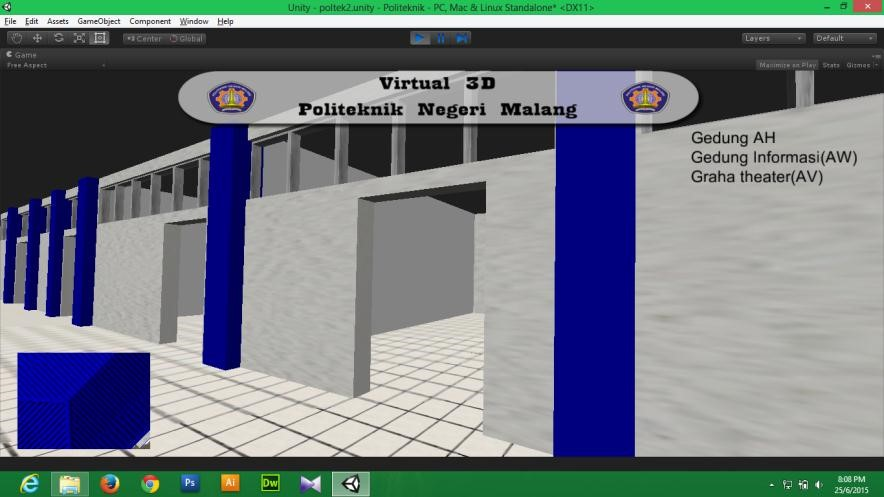 Unity - poltek2.unity - Politeknik - PC, Mac & Linux Standalone* <DX11>
File Edit Assets GameObject Component Window Help
Center Global Layers Default
Game
Free Aspect Maximize on Play Stats Gizmos
Virtual 3D
Politeknik Negeri Malang
Gedung AH
Gedung Informasi(AW)
Graha theater(AV)
Ps Ai Dw
8:08 PM
25/6/2015